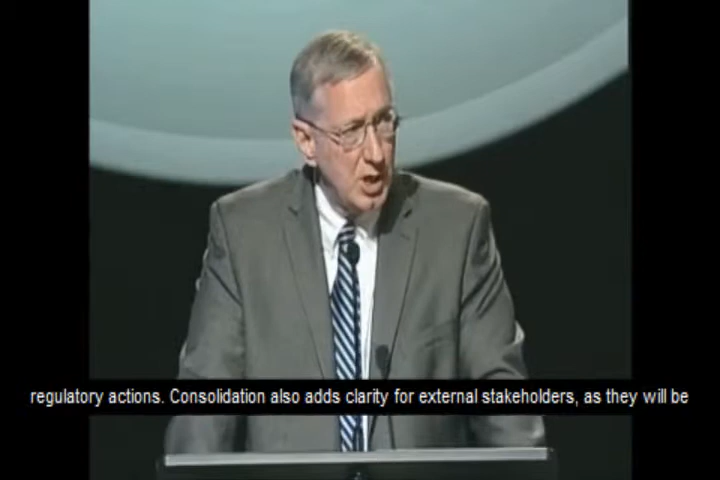 regulatory actions. Consolidation also adds clarity for external stakeholders, as they will be